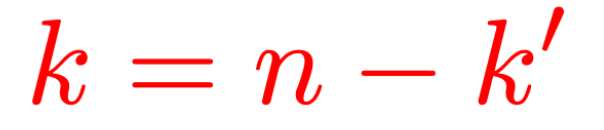 k = n − k′